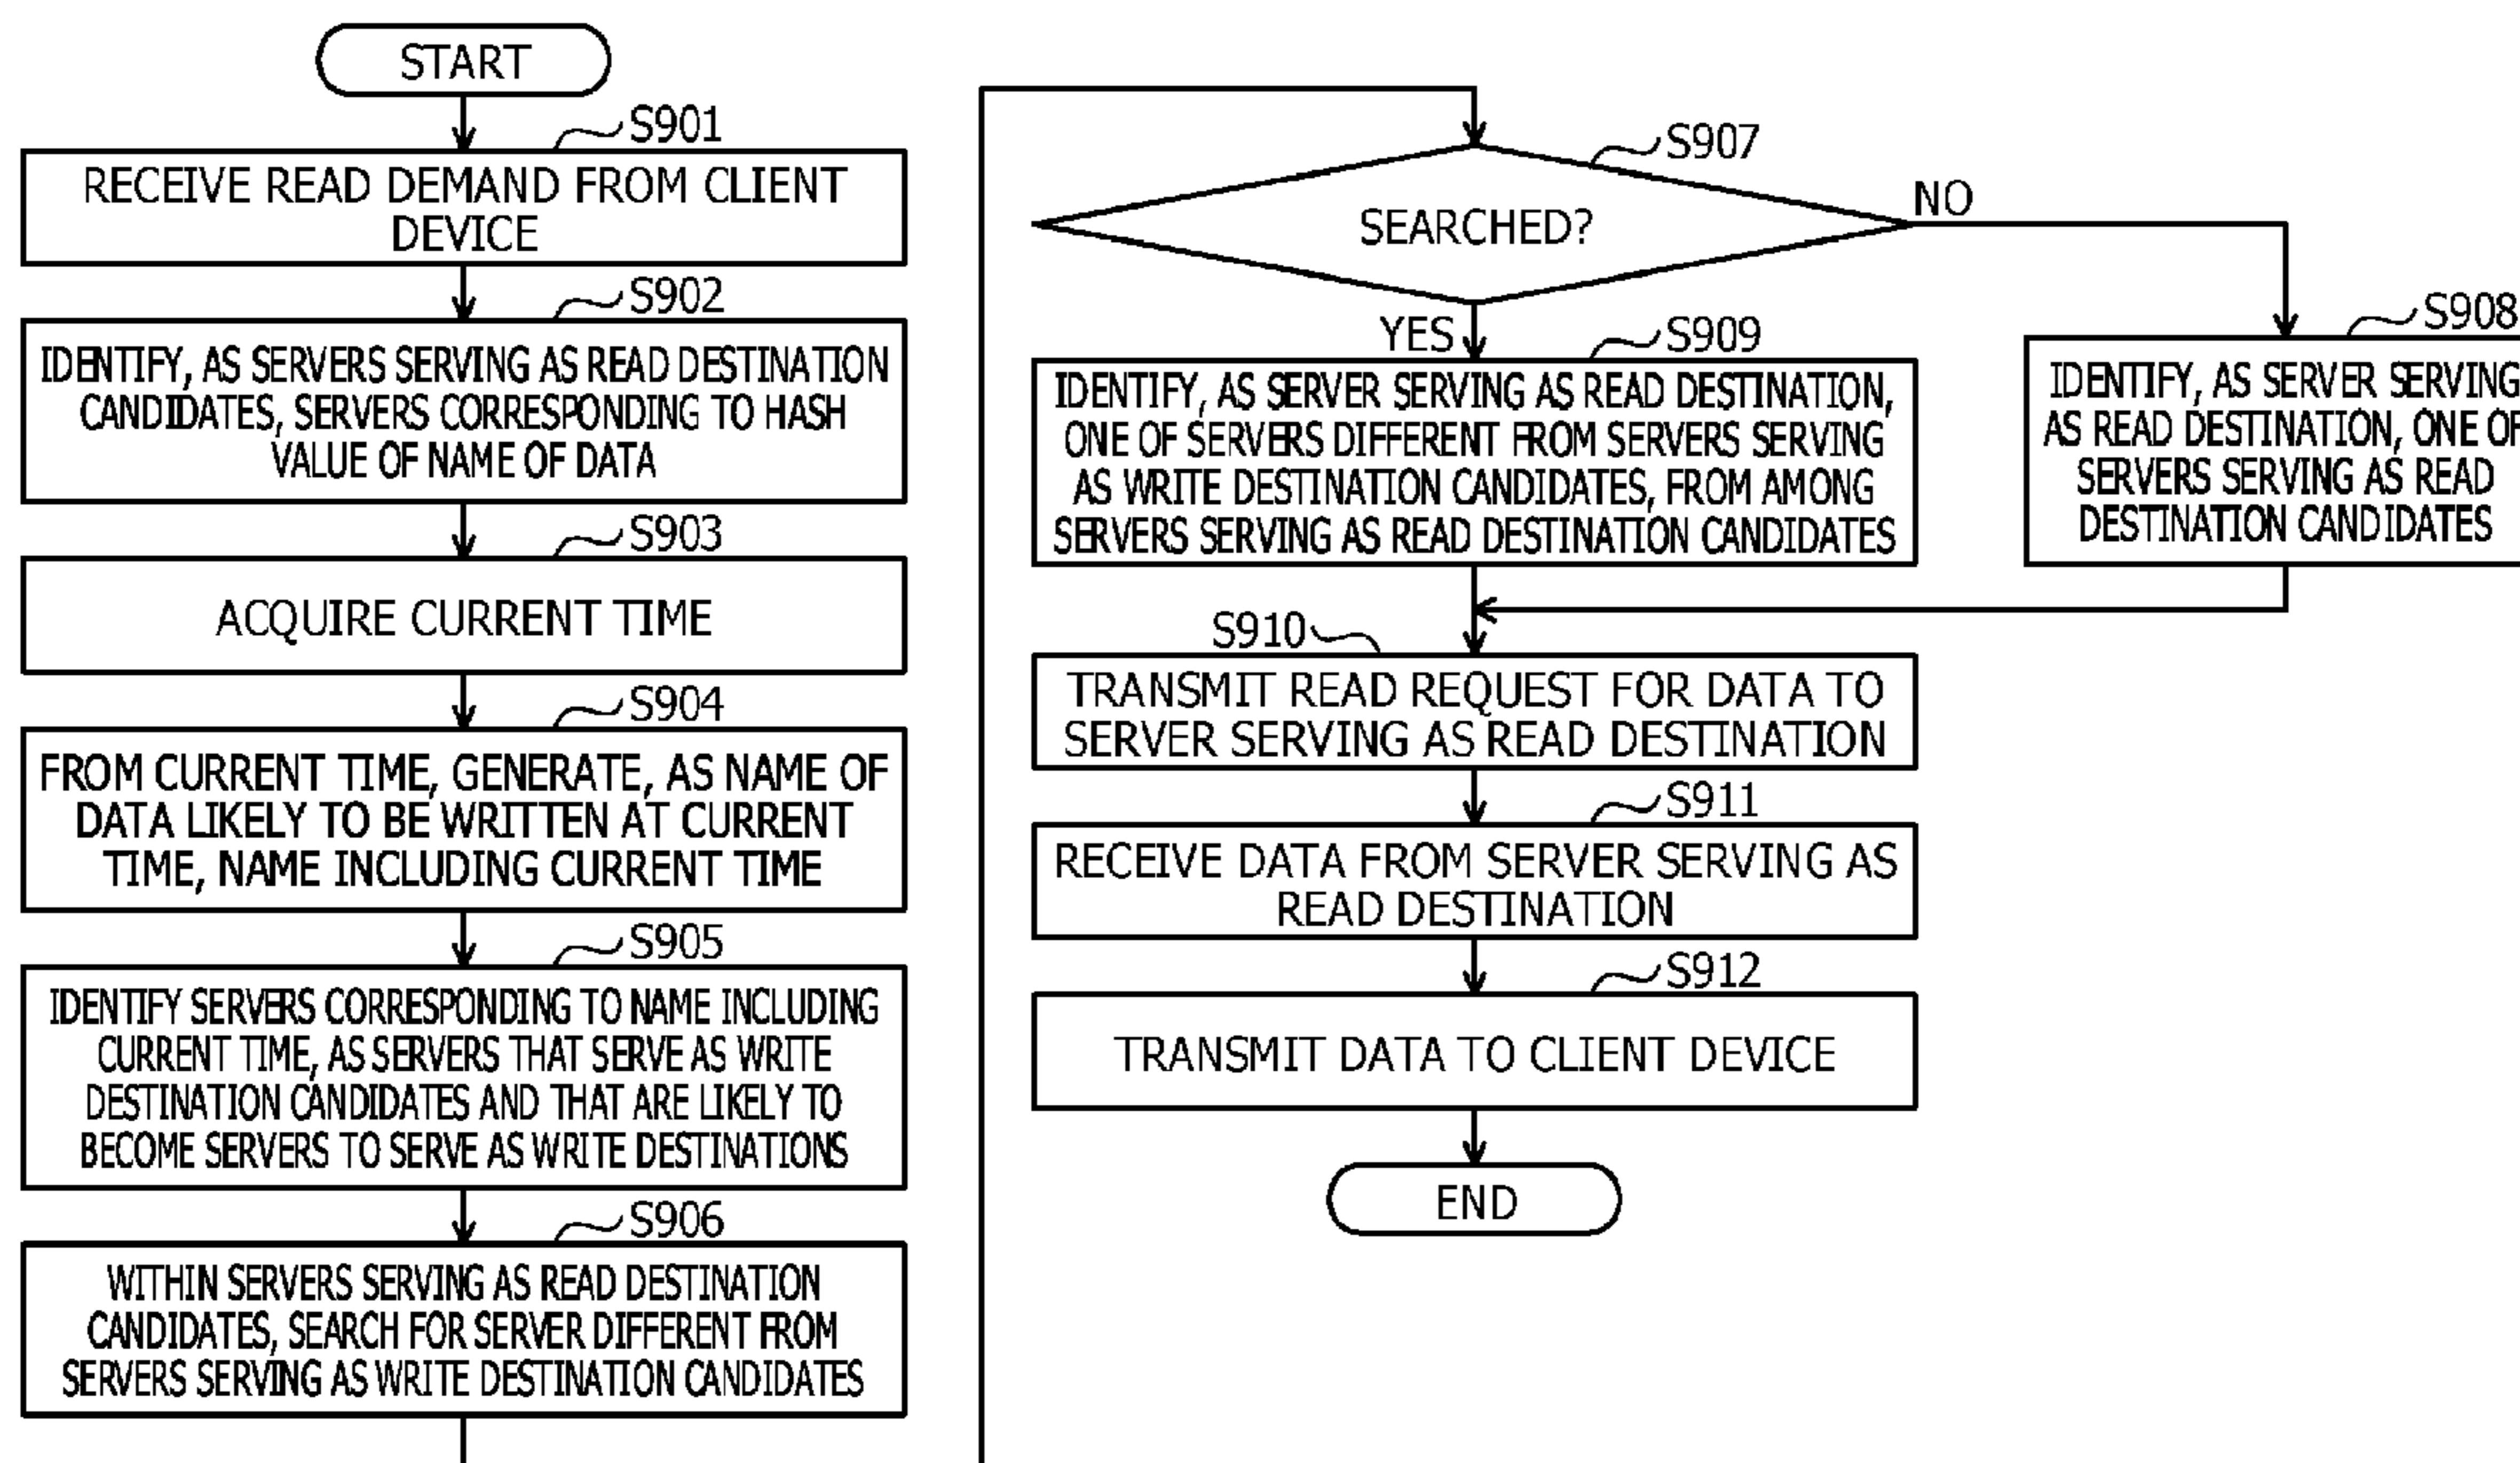 START
S901
RECEIVE READ DEMAND FROM CLIENT
DEVICE
S902
IDENTIFY, AS SERVERS SERVING AS READ DESTINATION
CANDIDATES, SERVERS CORRESPONDING TO HASH
VALUE OF NAME OF DATA
S903
ACQUIRE CURRENT TIME
S904
FROM CURRENT TIME, GENERATE, AS NAME OF
DATA LIKELY TO BE WRITTEN AT CURRENT
TIME, NAME INCLUDING CURRENT TIME
S905
IDENTIFY SERVERS CORRESPONDING TO NAME INCLUDING
CURRENT TIME, AS SERVERS THAT SERVE AS WRITE
DESTINATION CANDIDATES AND THAT ARE LIKELY TO
BECOME SERVERS TO SERVE AS WRITE DESTINATIONS
S906
WITHIN SERVERS SERVING AS READ DESTINATION
CANDIDATES, SEARCH FOR SERVER DIFFERENT FROM
SERVERS SERVING AS WRITE DESTINATION CANDIDATES
S907
SEARCHED?
NO
YES
S908
IDENTIFY, AS SERVER SERVING
AS READ DESTINATION, ONE OF
SERVERS SERVING AS READ
DESTINATION CANDIDATES
S909
IDENTIFY, AS SERVER SERVING AS READ DESTINATION,
ONE OF SERVERS DIFFERENT FROM SERVERS SERVING
AS WRITE DESTINATION CANDIDATES, FROM AMONG
SERVERS SERVING AS READ DESTINATION CANDIDATES
S910
TRANSMIT READ REQUEST FOR DATA TO
SERVER SERVING AS READ DESTINATION
S911
RECEIVE DATA FROM SERVER SERVING AS
READ DESTINATION
S912
TRANSMIT DATA TO CLIENT DEVICE
END